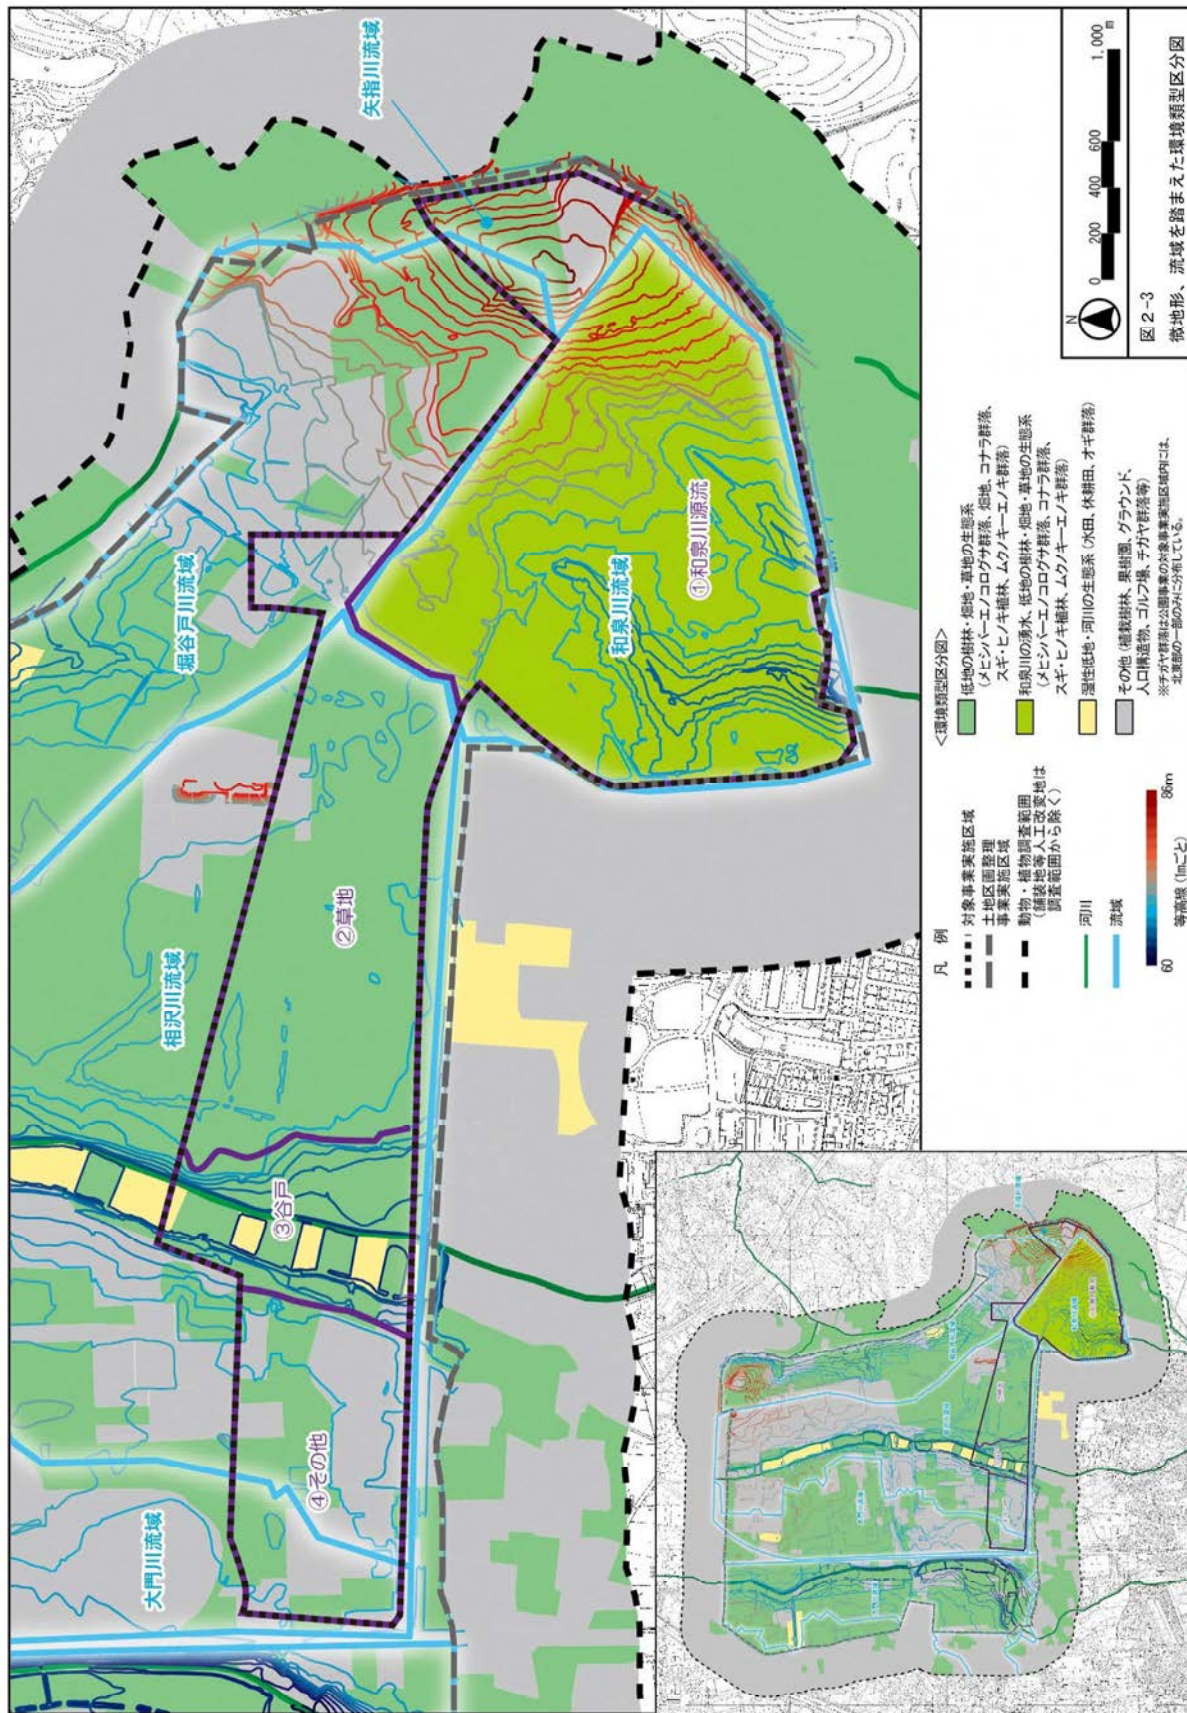 大門川流域
相沢川流域
堀谷戸川流域
矢指川流域
和泉川流域
①和泉川源流
②草地
③谷戸
④その他
凡　例
対象事業実施区域
土地区画整理
事業実施区域
動物・植物調査範囲
（舗装地等人工改変地は
調査範囲から除く）
河川
流域
60
86m
等高線（1mごと）
＜環境類型区分図＞
低地の樹林・畑地・草地の生態系
（メヒシバーエノコログサ群落、畑地、コナラ群落、
スギ・ヒノキ植林、ムクノキーエノキ群落）
和泉川の湧水、低地の樹林・畑地・草地の生態系
（メヒシバーエノコログサ群落、コナラ群落、
スギ・ヒノキ植林、ムクノキーエノキ群落）
湿性低地・河川の生態系（水田、休耕田、オギ群落）
その他（植栽樹林、果樹園、グラウンド、
人口構造物、ゴルフ場、チガヤ群落等）
※チガヤ群落は公園事業の対象事業実施区域内には、
北東部の一部のみに分布している。
N
0 200 400 600 1,000
m
図2-3
微地形、流域を踏まえた環境類型区分図